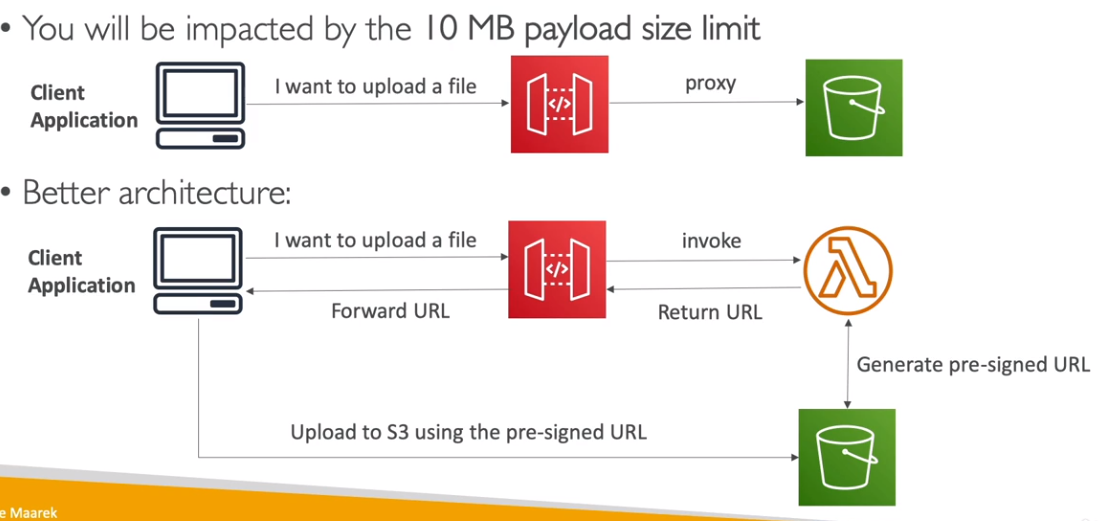 • You will be impacted by the 10 MB payload size limit
Client
Application
I want to upload a file
</>
proxy
• Better architecture:
Client
Application
I want to upload a file
</>
invoke
Forward URL
Return URL
Generate pre-signed URL
Upload to S3 using the pre-signed URL
e Maarek